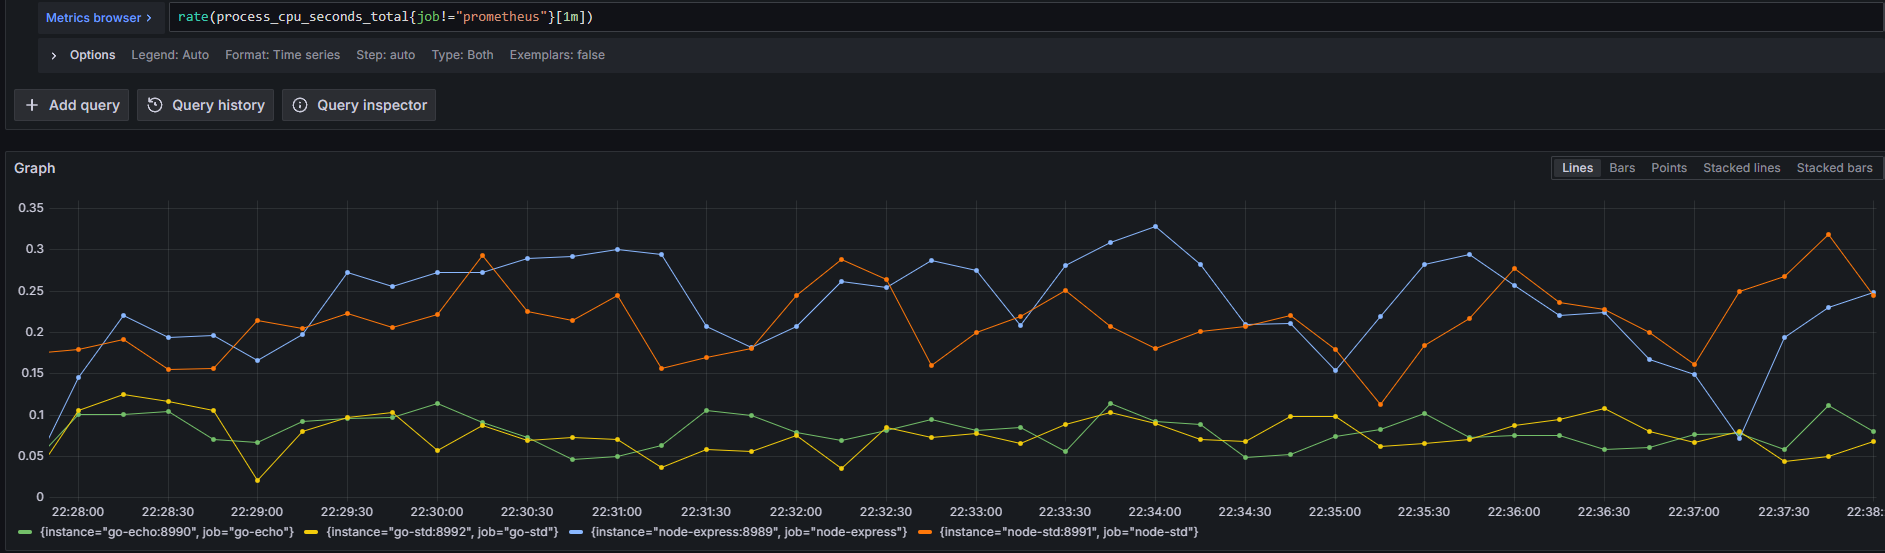 Metrics browser > rate(process_cpu_seconds_total{job!="prometheus"}[1m])
> Options Legend: Auto Format: Time series Step: auto Type: Both Exemplars: false
+ Add query Query history Query inspector
Graph Lines Bars Points Stacked lines Stacked bars
0.35
0.3
0.25
0.2
0.15
0.1
0.05
0
22:28:00 22:28:30 22:29:00 22:29:30 22:30:00 22:30:30 22:31:00 22:31:30 22:32:00 22:32:30 22:33:00 22:33:30 22:34:00 22:34:30 22:35:00 22:35:30 22:36:00 22:36:30 22:37:00 22:37:30 22:38:
{instance="go-echo:8990", job="go-echo"} {instance="go-std:8992", job="go-std"} {instance="node-express:8989", job="node-express"} {instance="node-std:8991", job="node-std"}